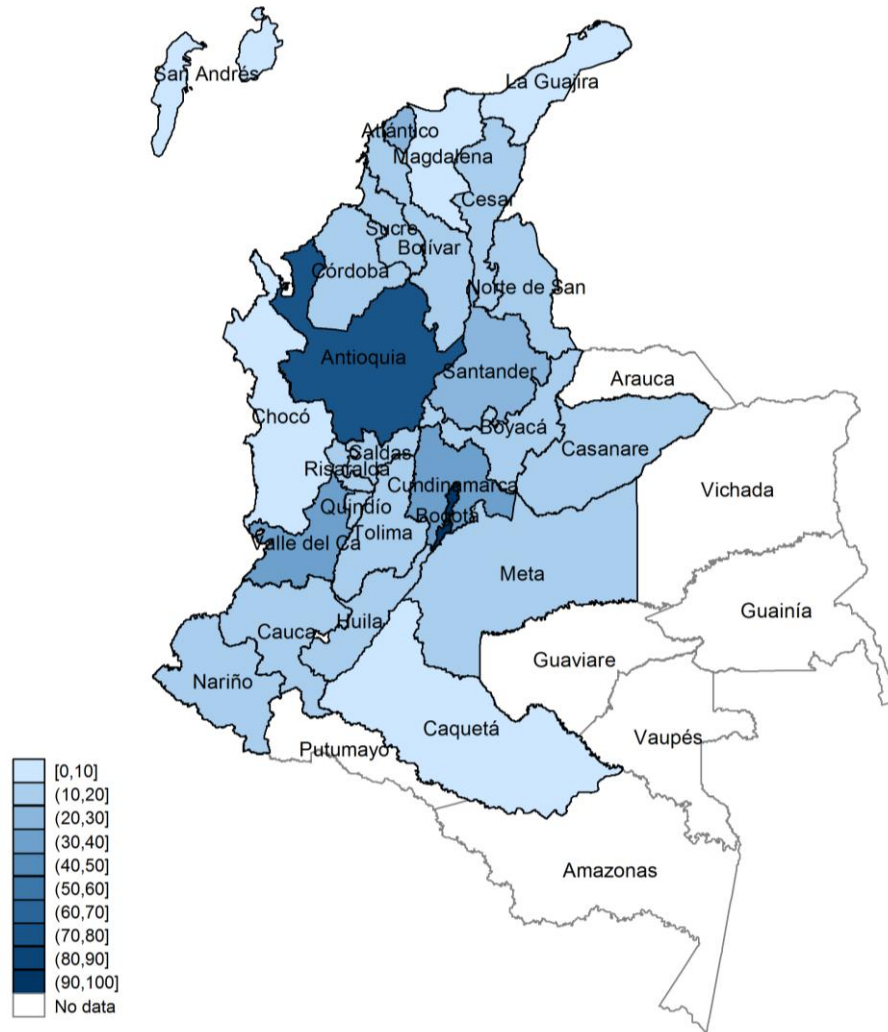 San Andrés
La Guajira
Atlántico
Magdalena
Cesar
Sucre
Bolívar
Córdoba
Norte de San
Antioquia
Santander
Arauca
Chocó
Boyacá
Caldas
Casanare
Risaralda
Cundinamarca
Vichada
Quindío
Bogotá
Tolima
Valle del Ca
Meta
Guainía
Huila
Cauca
Guaviare
Nariño
Caquetá
Vaupés
Putumayo
Amazonas
[0,10]
(10,20]
(20,30]
(30,40]
(40,50]
(50,60]
(60,70]
(70,80]
(80,90]
(90,100]
No data